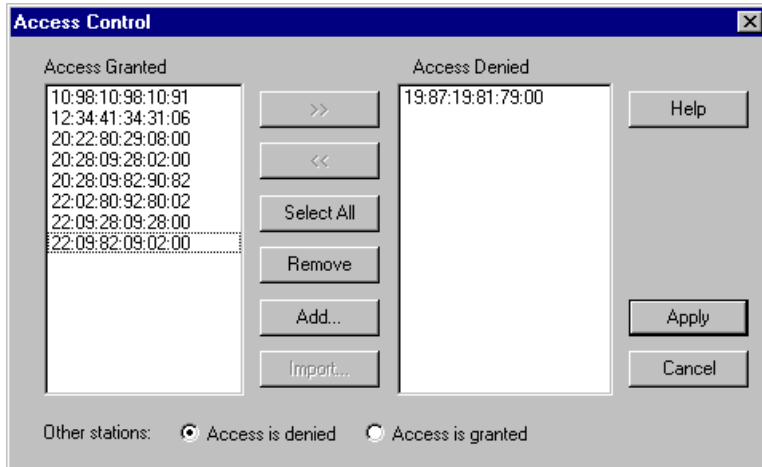 Access Control
Access Granted
Access Denied
10:98:10:98:10:91
12:34:41:34:31:06
20:22:80:29:08:00
20:28:09:28:02:00
20:28:09:82:90:82
22:02:80:92:80:02
22:09:28:09:28:00
22:09:82:09:02:00
>>
<<
Select All
Remove
Add...
Import...
19:87:19:81:79:00
Help
Apply
Cancel
Other stations: Access is denied Access is granted